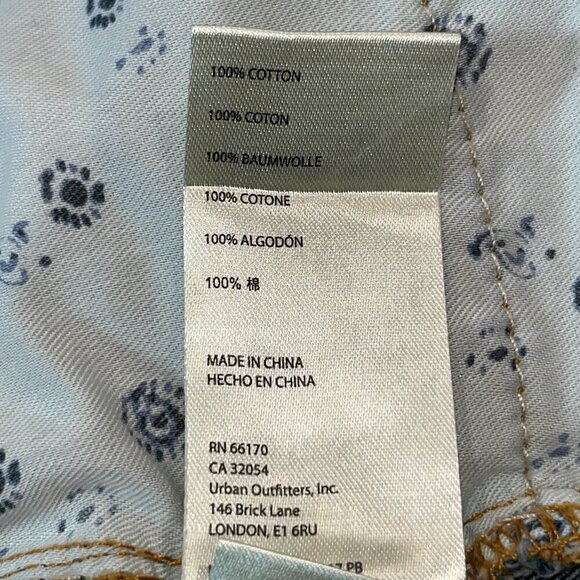 100% COTTON
100% COTON
100% BAUMWOLLE
100% COTONE
100% ALGODÓN
100% 棉
MADE IN CHINA
HECHO EN CHINA
RN 66170
CA 32054
Urban Outfitters, Inc.
146 Brick Lane
LONDON, E1 6RU
PB